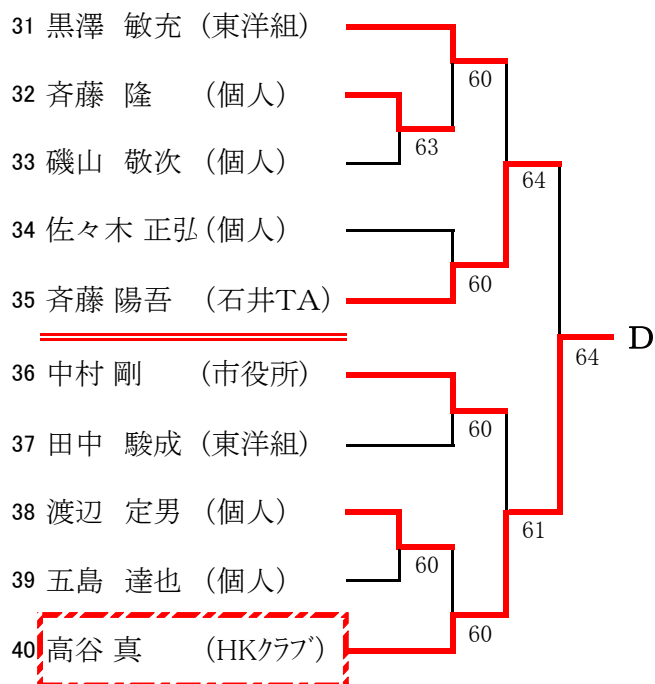 31 黒澤 敏充 (東洋組)
60
32 斉藤 隆 (個人)
63
33 磯山 敬次 (個人)
64
34 佐々木 正弘 (個人)
60
35 斉藤 陽吾 (石井TA)
64 D
36 中村 剛 (市役所)
60
37 田中 駿成 (東洋組)
38 渡辺 定男 (個人)
61
60
39 五島 達也 (個人)
60
40 高谷 真 (HKクラブ)